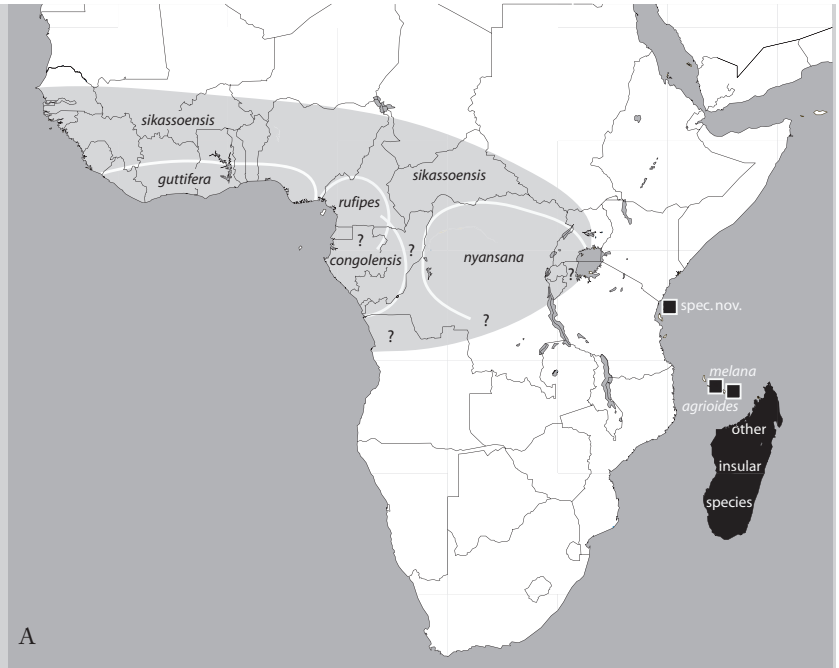 sikassoensis
guttifera
sikassoensis
rufipes
?
?
congolensis
nyansana
?
?
?
spec. nov.
melana
agrioides
other
insular
species
A